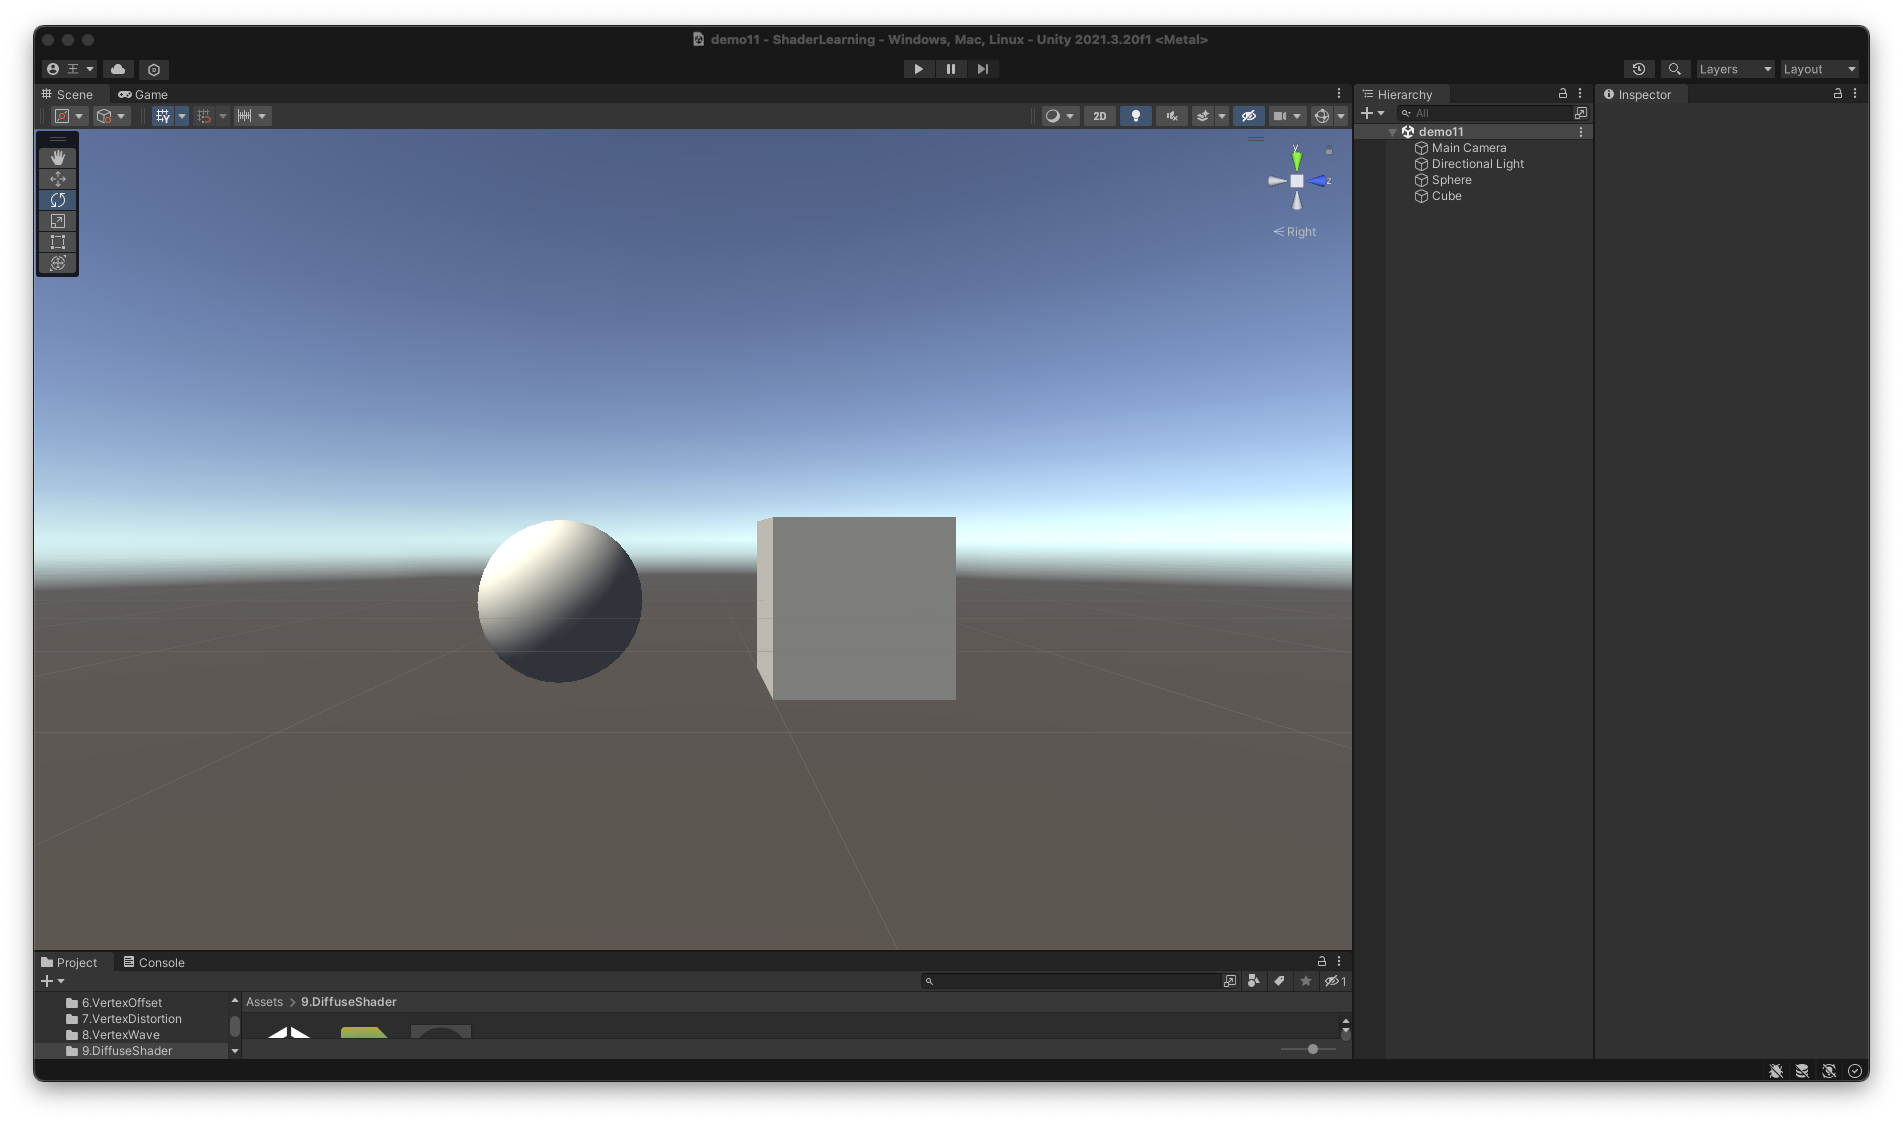 demo11 - ShaderLearning - Windows, Mac, Linux - Unity 2021.3.20f1 <Metal>
王
Layers
Layout
Scene
Game
2D
y
z
Right
Hierarchy
All
demo11
Main Camera
Directional Light
Sphere
Cube
Inspector
Project
Console
1
6.VertexOffset
7.VertexDistortion
8.VertexWave
9.DiffuseShader
Assets > 9.DiffuseShader